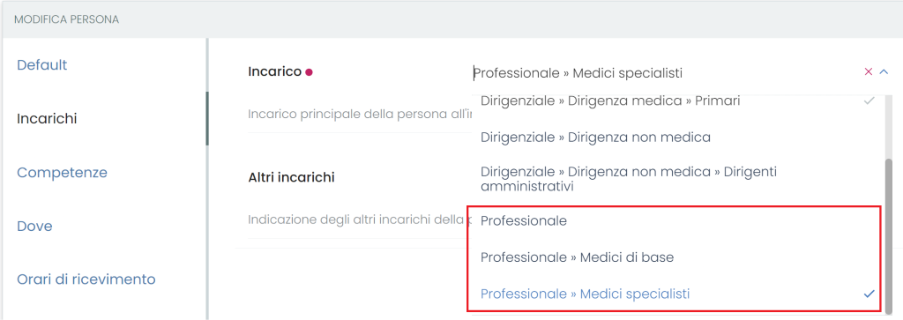 MODIFICA PERSONA
Default
Incarichi
Competenze
Dove
Orari di ricevimento
Incarico
Incarico principale della persona all'i
Altri incarichi
Indicazione degli altri incarichi della
Professionale » Medici specialisti
Dirigenziale » Dirigenza medica » Primari
Dirigenziale » Dirigenza non medica
Dirigenziale » Dirigenza non medica » Dirigenti
amministrativi
Professionale
Professionale » Medici di base
Professionale » Medici specialisti